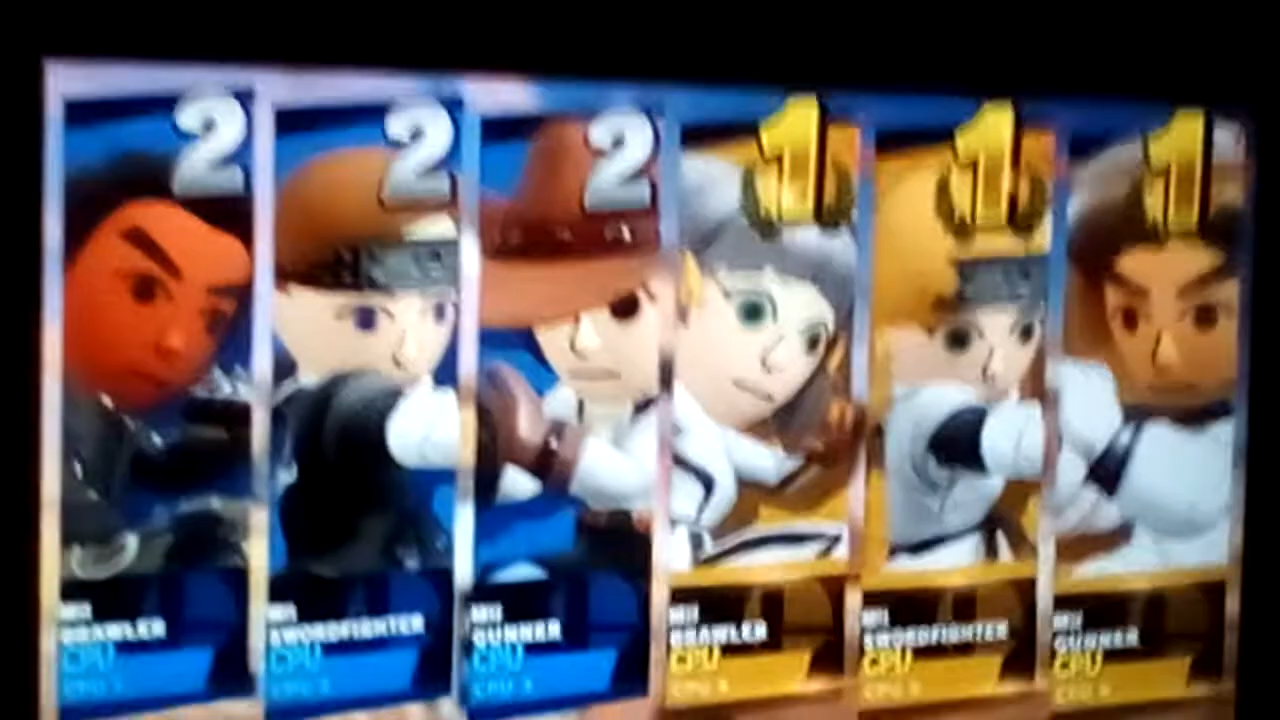 2
2
2
1
1
1
MII
BRAWLER
CPU
MII
SWORDFIGHTER
CPU
MII
GUNNER
CPU
MII
BRAWLER
CPU
MII
SWORDFIGHTER
CPU
MII
GUNNER
CPU